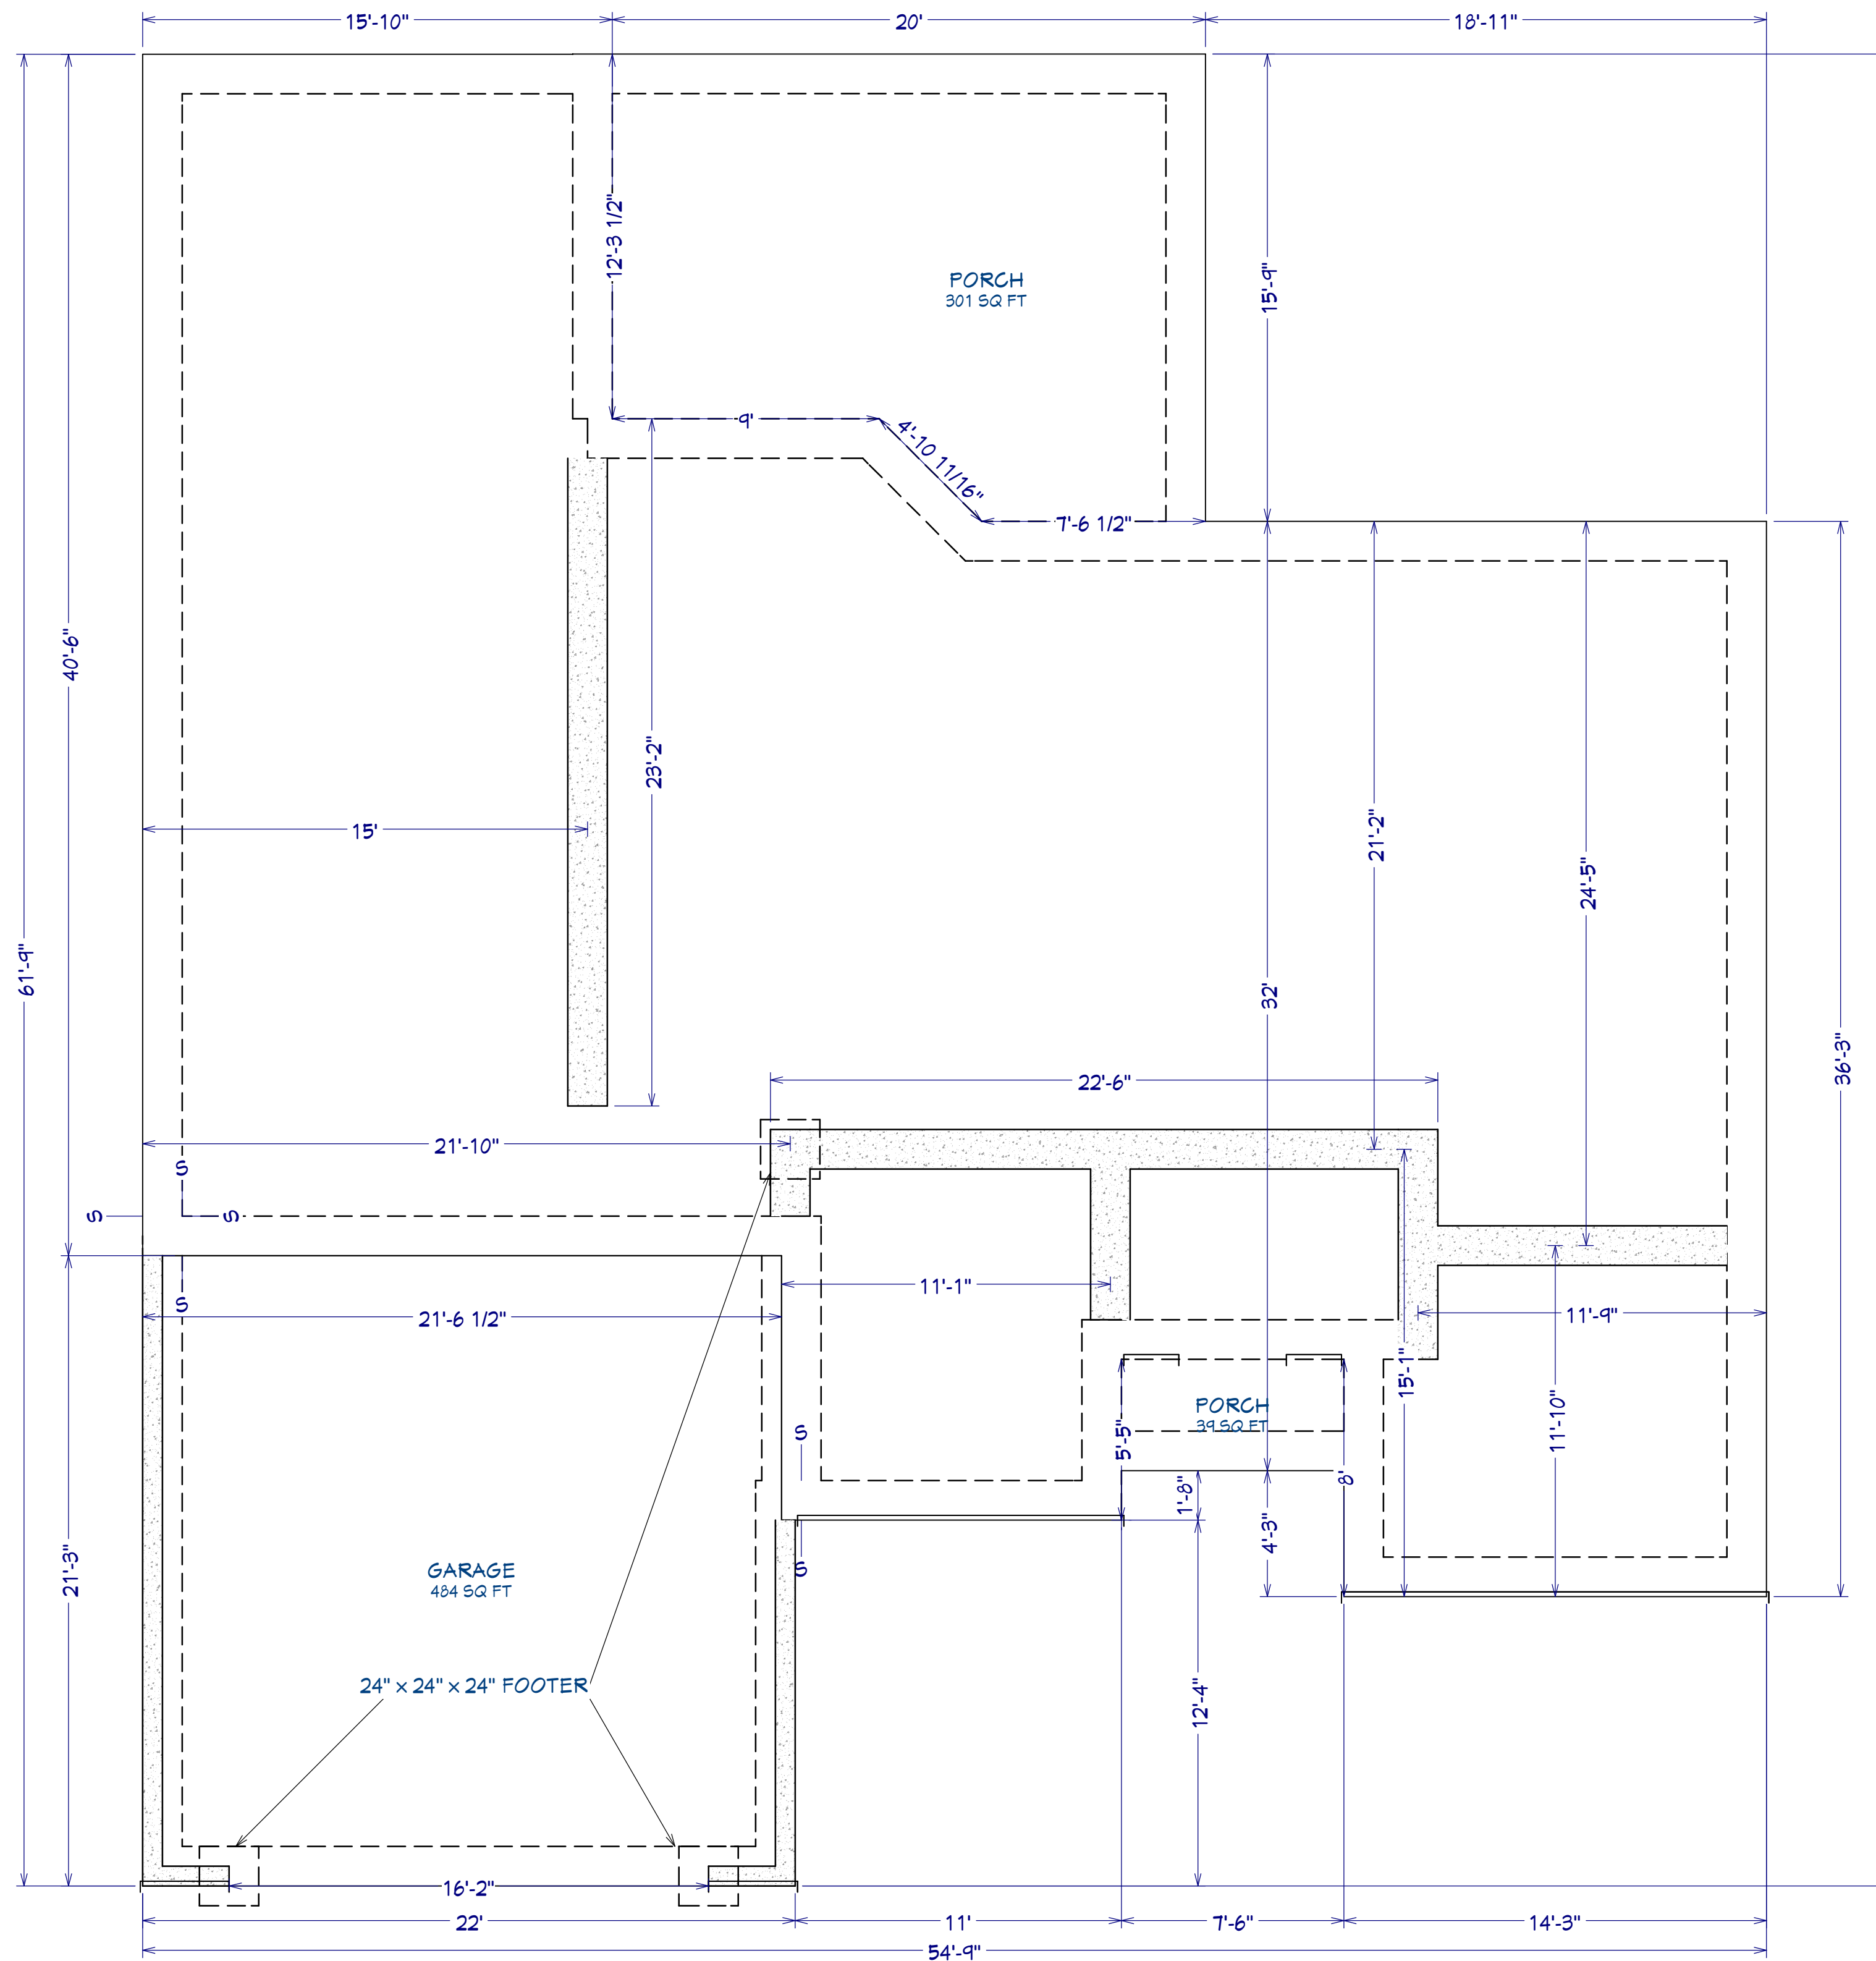 15'-10"
20'
18'-11"
12'-3 1/2"
PORCH
301 SQ FT
15'-9"
9'
4'-10 11/16"
7'-6 1/2"
40'-6"
23'-2"
15'
21'-2"
24'-5"
61'-9"
32'
36'-3"
22'-6"
21'-10"
S
S
S
11'-1"
S
21'-6 1/2"
11'-9"
15'-1"
PORCH
39 SQ FT
11'-10"
5'-5"
S
8'
1'-8"
4'-3"
21'-3"
GARAGE
484 SQ FT
S
24" x 24" x 24" FOOTER
12'-4"
16'-2"
22'
11'
7'-6"
14'-3"
54'-9"